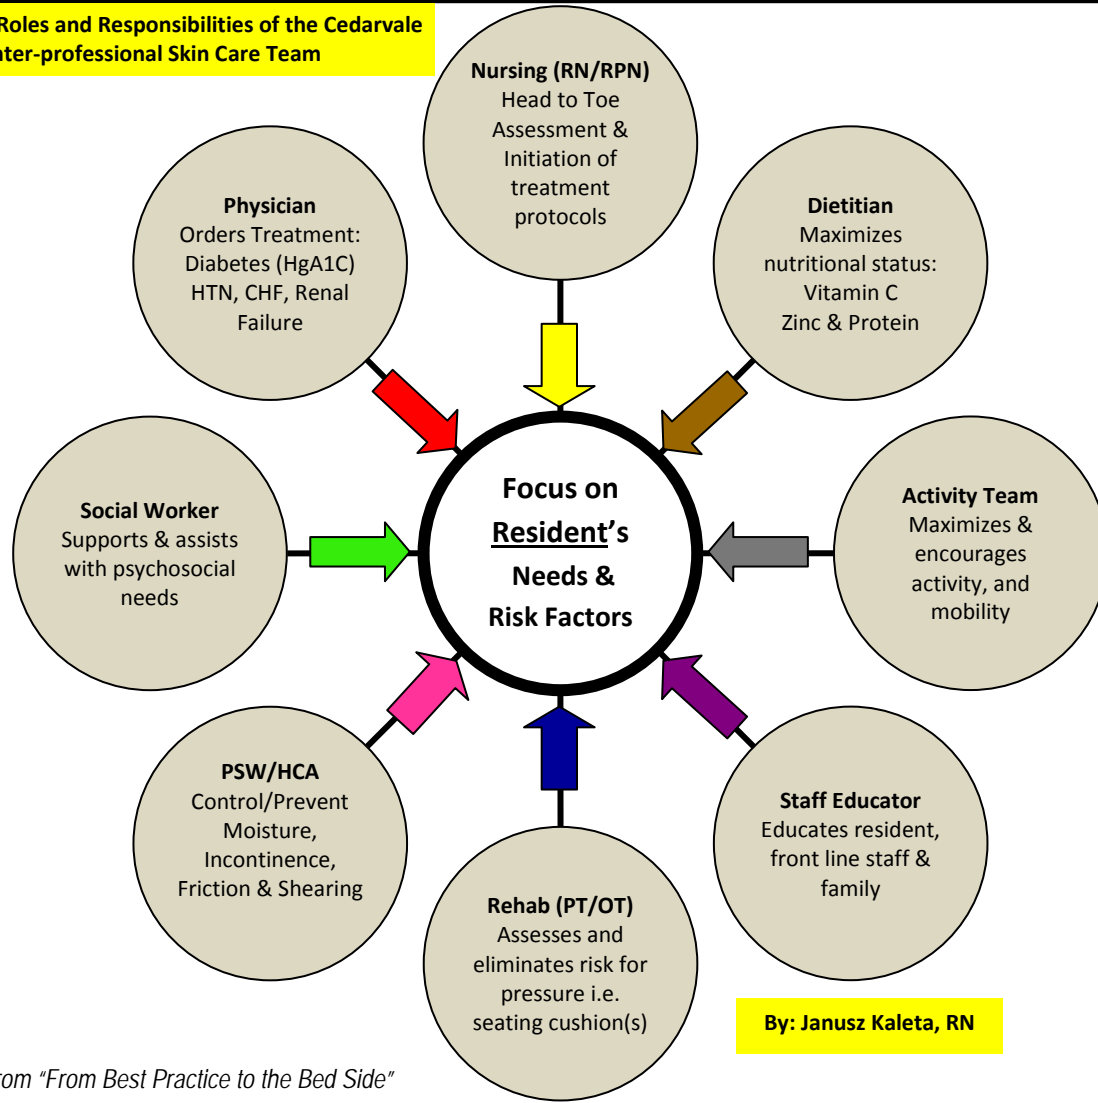 Roles and Responsibilities of the Cedarvale
nter-professional Skin Care Team
Nursing (RN/RPN)
Head to Toe
Assessment &
Initiation of
treatment
protocols
Physician
Orders Treatment:
Diabetes (HgA1C)
HTN, CHF, Renal
Failure
Dietitian
Maximizes
nutritional status:
Vitamin C
Zinc & Protein
Social Worker
Supports & assists
with psychosocial
needs
Focus on
Resident's
Needs &
Risk Factors
Activity Team
Maximizes &
encourages
activity, and
mobility
PSW/HCA
Control/Prevent
Moisture,
Incontinence,
Friction & Shearing
Rehab (PT/OT)
Assesses and
eliminates risk for
pressure i.e.
seating cushion(s)
Staff Educator
Educates resident,
front line staff &
family
By: Janusz Kaleta, RN
rom “From Best Practice to the Bed Side”